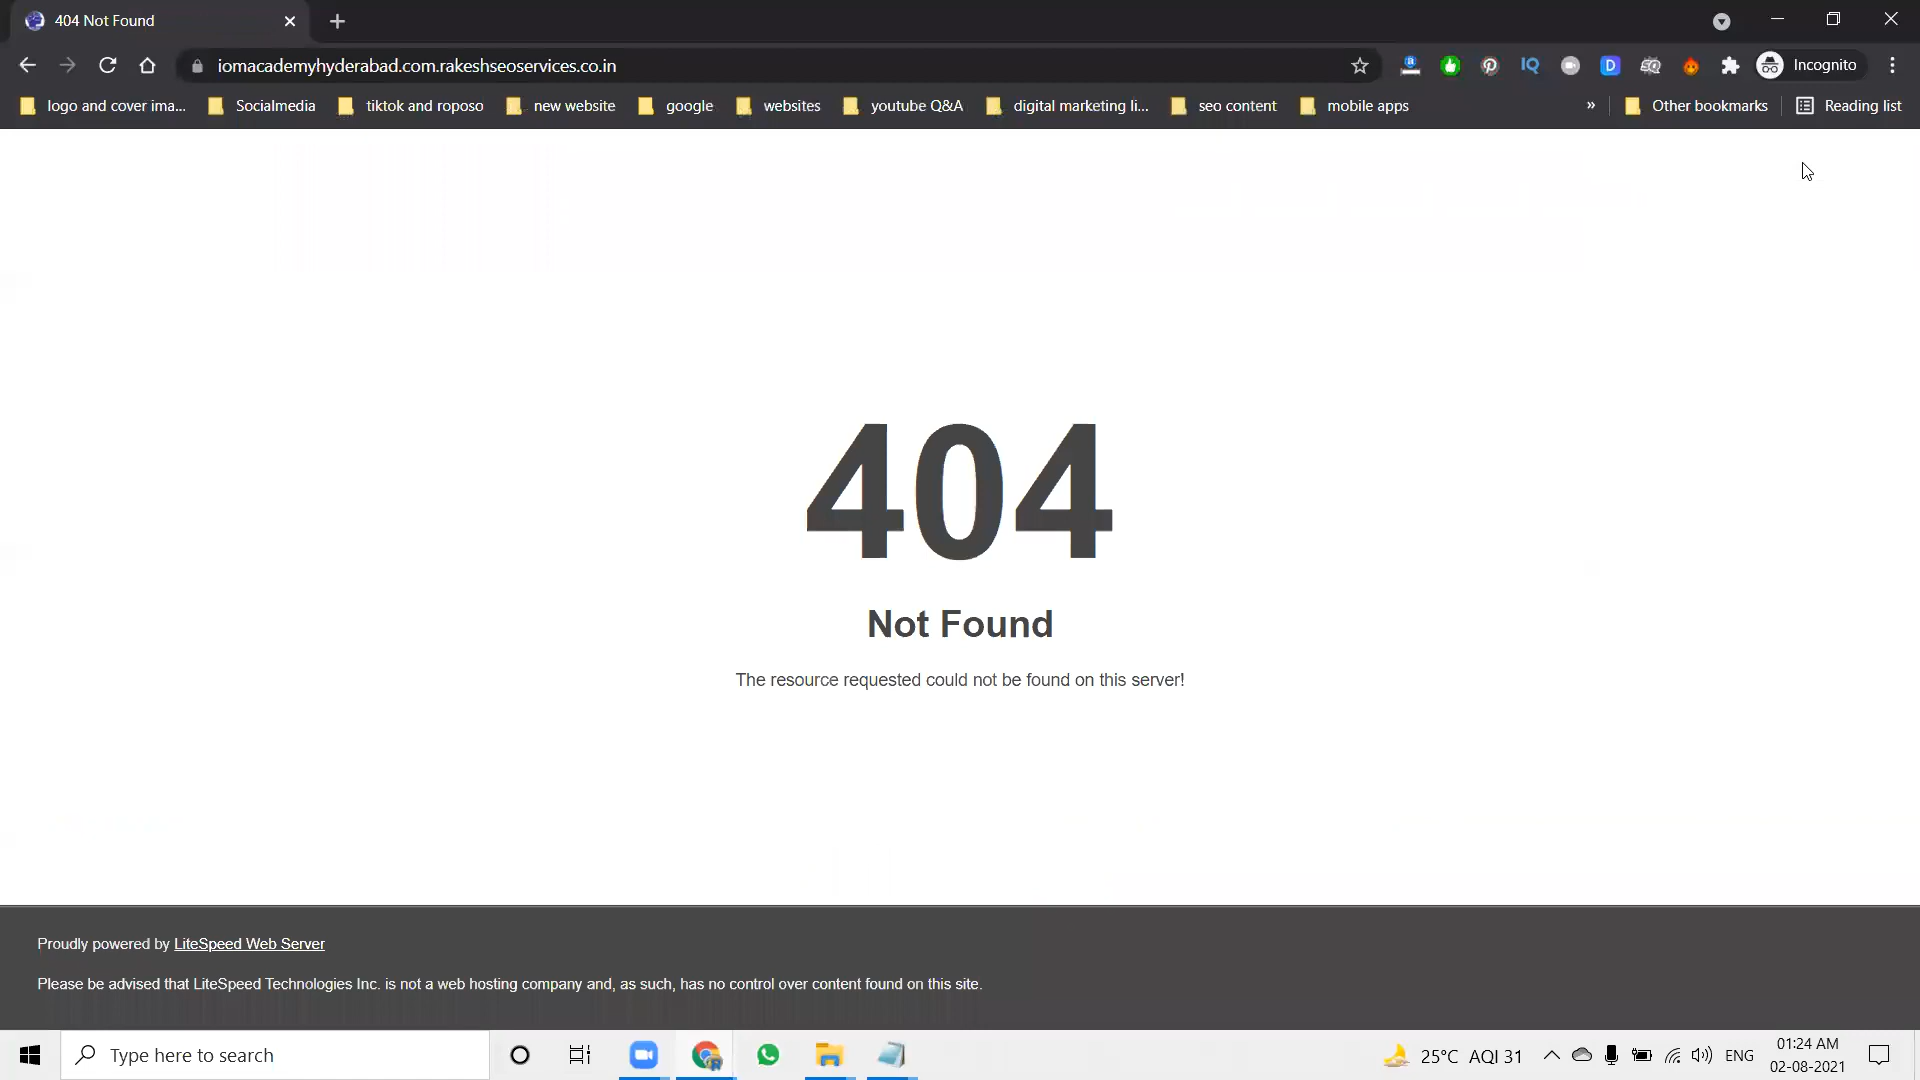 404 Not Found
iomacademyhyderabad.com.rakeshseoservices.co.in
Incognito
logo and cover ima...
Socialmedia
tiktok and roposo
new website
google
websites
youtube Q&A
digital marketing li...
seo content
mobile apps
»
Other bookmarks
Reading list
404
Not Found
The resource requested could not be found on this server!
Proudly powered by LiteSpeed Web Server
Please be advised that LiteSpeed Technologies Inc. is not a web hosting company and, as such, has no control over content found on this site.
Type here to search
25°C AQI 31
ENG
01:24 AM
02-08-2021